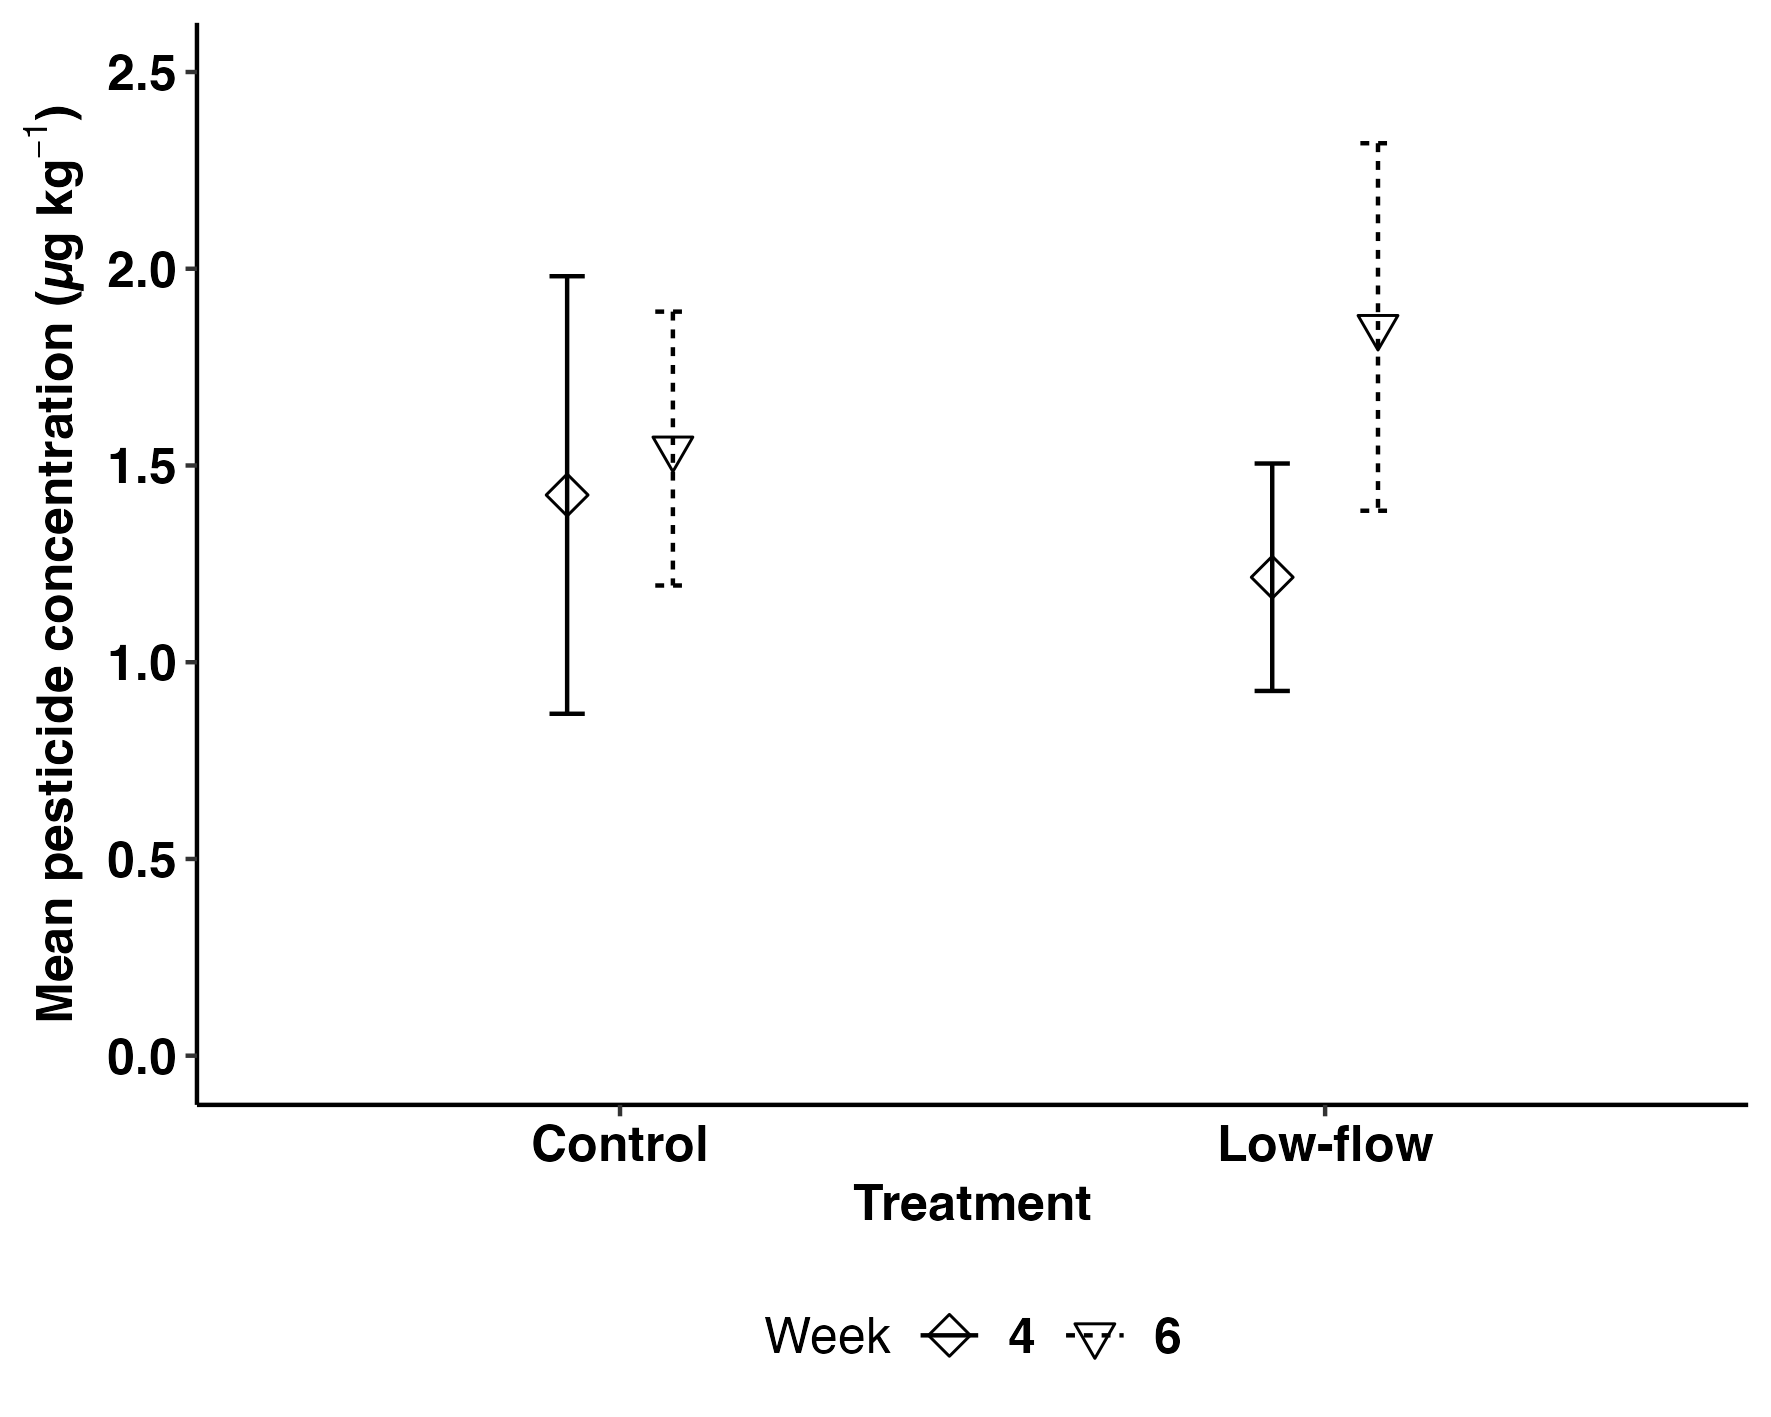 Mean pesticide concentration (µg kg⁻¹)
2.5
2.0
1.5
1.0
0.5
0.0
Control Low-flow
Treatment
Week 4 6